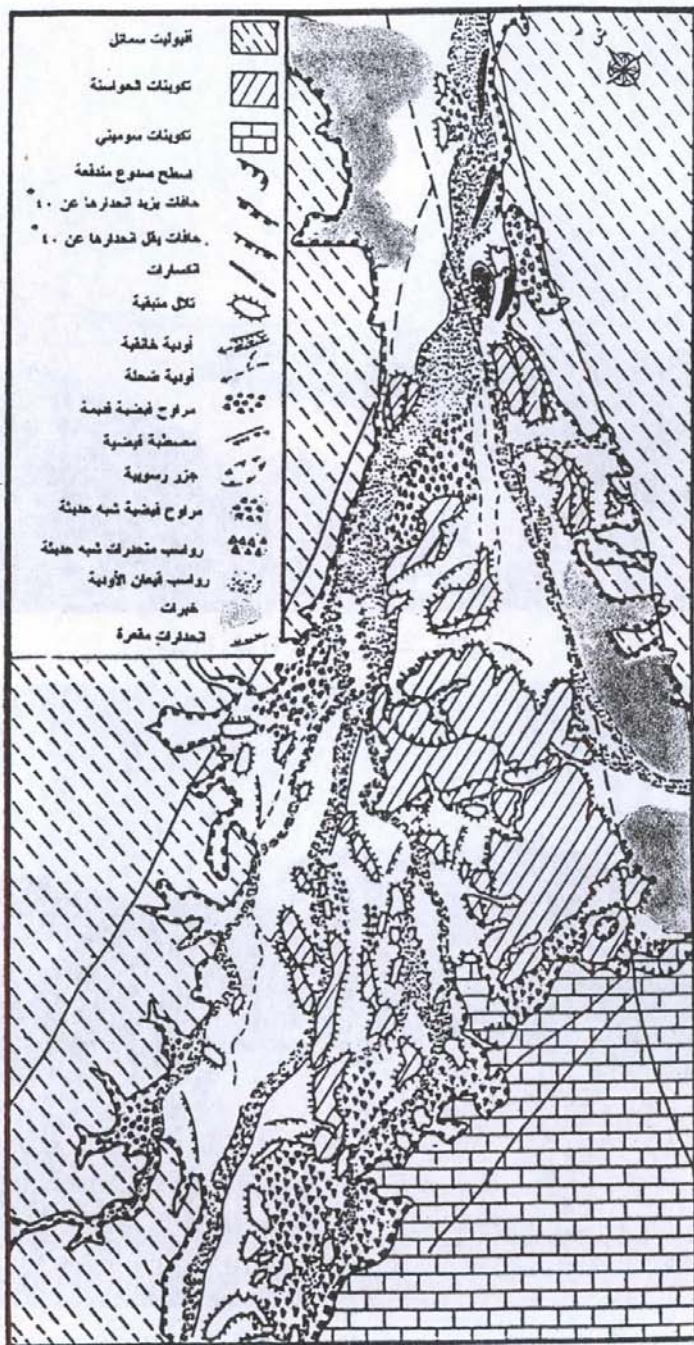 أفيوليت سمائل
تكوينات الحواسنة
تكوينات سوميني
اسطح صدوع مندفعة
حافات يزيد انحدارها عن ٤٠°
حافات يقل انحدارها عن ٤٠°
انكسارات
تلال متبقية
أودية خانقية
أودية ضحلة
مراوح فيضية قديمة
مصطبة فيضية
جزر رسوبية
مراوح فيضية شبه حديثة
رواسب منحدرات شبه حديثة
رواسب قيعان الأودية
خبرات
انحدارات مقعرة